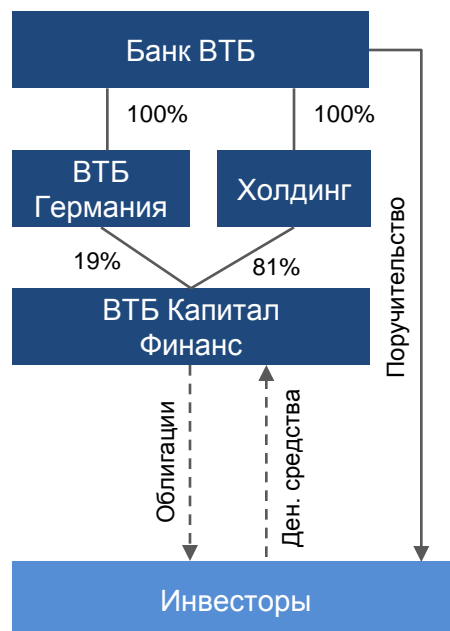 Банк ВТБ
100%
100%
ВТБ
Германия
Холдинг
19%
81%
ВТБ Капитал
Финанс
Поручительство
Облигации
Ден. средства
Инвесторы